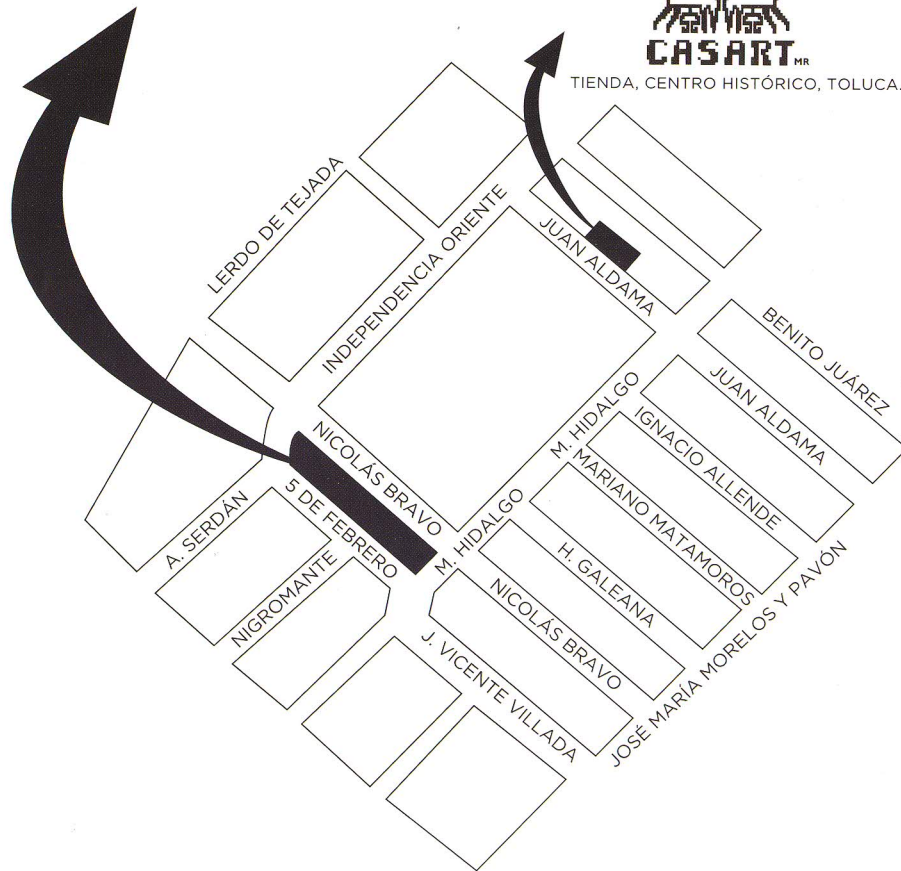 CASART MR
TIENDA, CENTRO HISTÓRICO, TOLUCA.
LERDO DE TEJADA
INDEPENDENCIA ORIENTE
JUAN ALDAMA
BENITO JUÁREZ
JUAN ALDAMA
IGNACIO ALLENDE
M. HIDALGO
MARIANO MATAMOROS
NICOLÁS BRAVO
5 DE FEBRERO
M. HIDALGO
A. SERDÁN
NIGROMANTE
H. GALEANA
NICOLÁS BRAVO
J. VICENTE VILLADA
JOSÉ MARÍA MORELOS Y PAVÓN